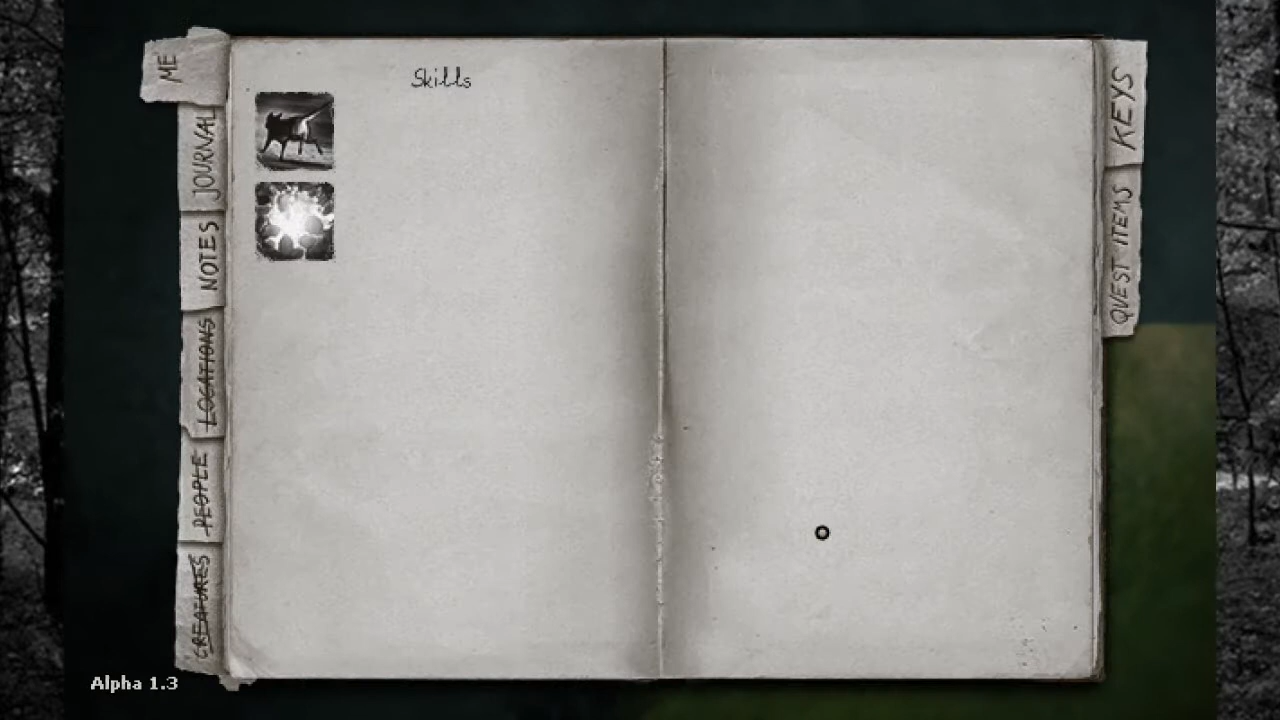 ME
JOURNAL
NOTES
LOCATIONS
PEOPLE
CREATURES
Skills
KEYS
QUEST ITEMS
Alpha 1.3